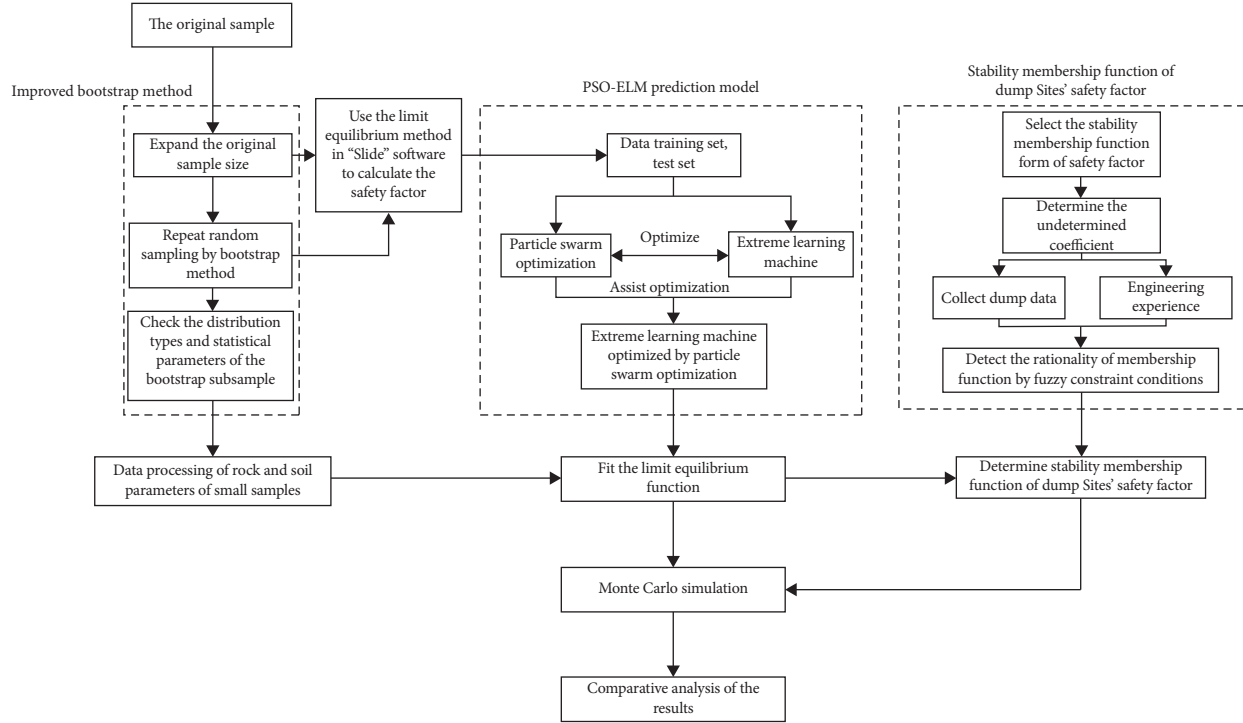 The original sample
Improved bootstrap method
Expand the original
sample size
Repeat random
sampling by bootstrap
method
Check the distribution
types and statistical
parameters of the
bootstrap subsample
Data processing of rock and soil
parameters of small samples
Use the limit
equilibrium method
in “Slide” software
to calculate the
safety factor
PSO-ELM prediction model
Data training set,
test set
Particle swarm
optimization
Optimize
Extreme learning
machine
Assist optimization
Extreme learning machine
optimized by particle
swarm optimization
Fit the limit equilibrium
function
Monte Carlo simulation
Comparative analysis of the
results
Stability membership function of
dump Sites’ safety factor
Select the stability
membership function
form of safety factor
Determine the
undetermined
coefficient
Collect dump data
Engineering
experience
Detect the rationality of membership
function by fuzzy constraint conditions
Determine stability membership
function of dump Sites’ safety factor